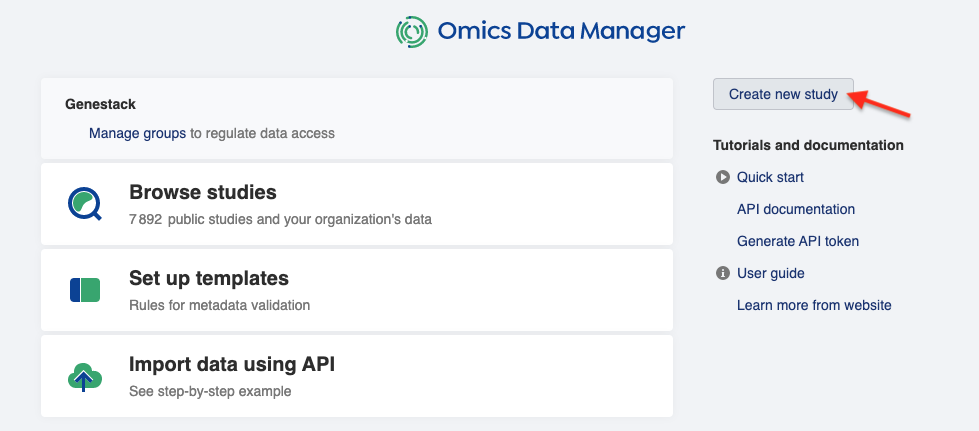 Omics Data Manager
Genestack
Manage groups to regulate data access
Browse studies
7 892 public studies and your organization's data
Set up templates
Rules for metadata validation
Import data using API
See step-by-step example
Create new study
Tutorials and documentation
Quick start
API documentation
Generate API token
User guide
Learn more from website